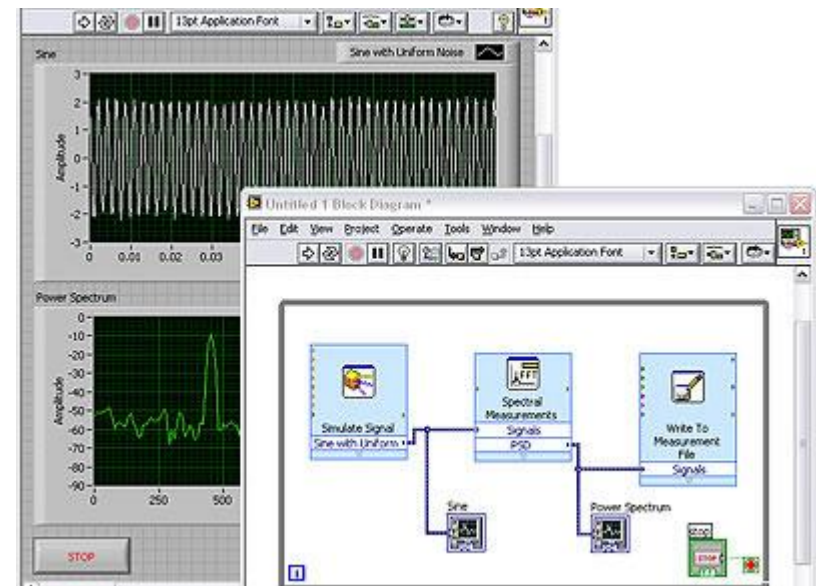 13pt Application Font
Sine
Sine with Uniform Noise
Amplitude
3
2
1
0
-1
-2
-3
0 0.01 0.02 0.03
Power Spectrum
Amplitude
0
-10
-20
-30
-40
-50
-60
-70
-80
-90
0 250 500
STOP
Untitled 1 Block Diagram *
File Edit View Project Operate Tools Window Help
13pt Application Font
Simulate Signal
Sine with Uniform
FFT
Spectral
Measurements
Signals
PSD
Write To
Measurement
File
Signals
Sine
Power Spectrum
stop
STOP
i